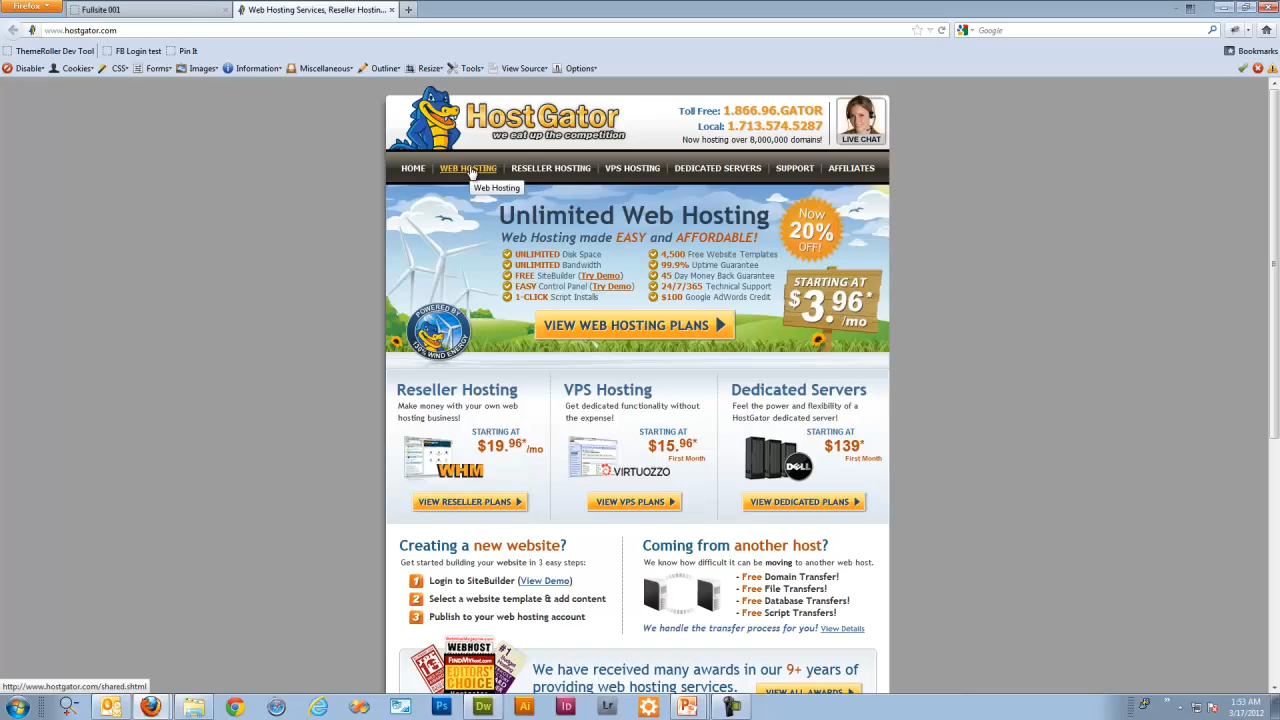 Firefox
Fullsite 001
Web Hosting Services, Reseller Hostin...
www.hostgator.com
Google
ThemeRoller Dev Tool
FB Login test
Pin It
Bookmarks
Disable
Cookies
CSS
Forms
Images
Information
Miscellaneous
Outline
Resize
Tools
View Source
Options
HostGator
we eat up the competition
Toll Free: 1.866.96.GATOR
Local: 1.713.574.5287
Now hosting over 8,000,000 domains!
LIVE CHAT
HOME
WEB HOSTING
RESELLER HOSTING
VPS HOSTING
DEDICATED SERVERS
SUPPORT
AFFILIATES
Web Hosting
Unlimited Web Hosting
Web Hosting made EASY and AFFORDABLE!
UNLIMITED Disk Space
UNLIMITED Bandwidth
FREE SiteBuilder (Try Demo)
EASY Control Panel (Try Demo)
1-CLICK Script Installs
4,500 Free Website Templates
99.9% Uptime Guarantee
45 Day Money Back Guarantee
24/7/365 Technical Support
$100 Google AdWords Credit
Now
20%
OFF!
STARTING AT
$3.96*
/mo
VIEW WEB HOSTING PLANS
POWERED BY
130% WIND ENERGY
Reseller Hosting
Make money with your own web
hosting business!
STARTING AT
$19.96*/mo
WHM
VIEW RESELLER PLANS
VPS Hosting
Get dedicated functionality without
the expense!
STARTING AT
$15.96*
First Month
VIRTUOZZO
VIEW VPS PLANS
Dedicated Servers
Feel the power and flexibility of a
HostGator dedicated server!
STARTING AT
$139*
First Month
DELL
VIEW DEDICATED PLANS
Creating a new website?
Get started building your website in 3 easy steps:
1 Login to SiteBuilder (View Demo)
2 Select a website template & add content
3 Publish to your web hosting account
Coming from another host?
We know how difficult it can be moving to another web host.
- Free Domain Transfer!
- Free File Transfers!
- Free Database Transfers!
- Free Script Transfers!
We handle the transfer process for you! View Details
WEBHOST
FINDMYhost.com
EDITORS'
CHOICE
#1
We have received many awards in our 9+ years of
providing web hosting services.
VIEW ALL AWARDS
http://www.hostgator.com/shared.shtml
Ps
Dw
Ai
Id
Lr
1:53 AM
3/17/2012